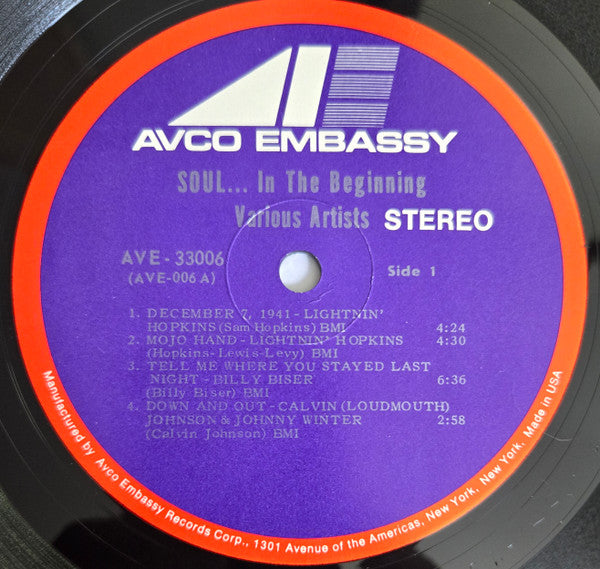 AVCO EMBASSY
SOUL... In The Beginning
Various Artists STEREO
AVE-33006
(AVE-006 A)
Side 1
1. DECEMBER 7, 1941 - LIGHTNIN'
HOPKINS (Sam Hopkins) BMI 4:24
2. MOJO HAND - LIGHTNIN' HOPKINS 4:30
(Hopkins-Lewis-Levy) BMI
3. TELL ME WHERE YOU STAYED LAST
NIGHT - BILLY BISER 6:36
(Billy Biser) BMI
4. DOWN AND OUT - CALVIN (LOUDMOUTH)
JOHNSON & JOHNNY WINTER 2:58
(Calvin Johnson) BMI
Manufactured by Avco Embassy Records Corp., 1301 Avenue of the Americas, New York, New York. Made in USA